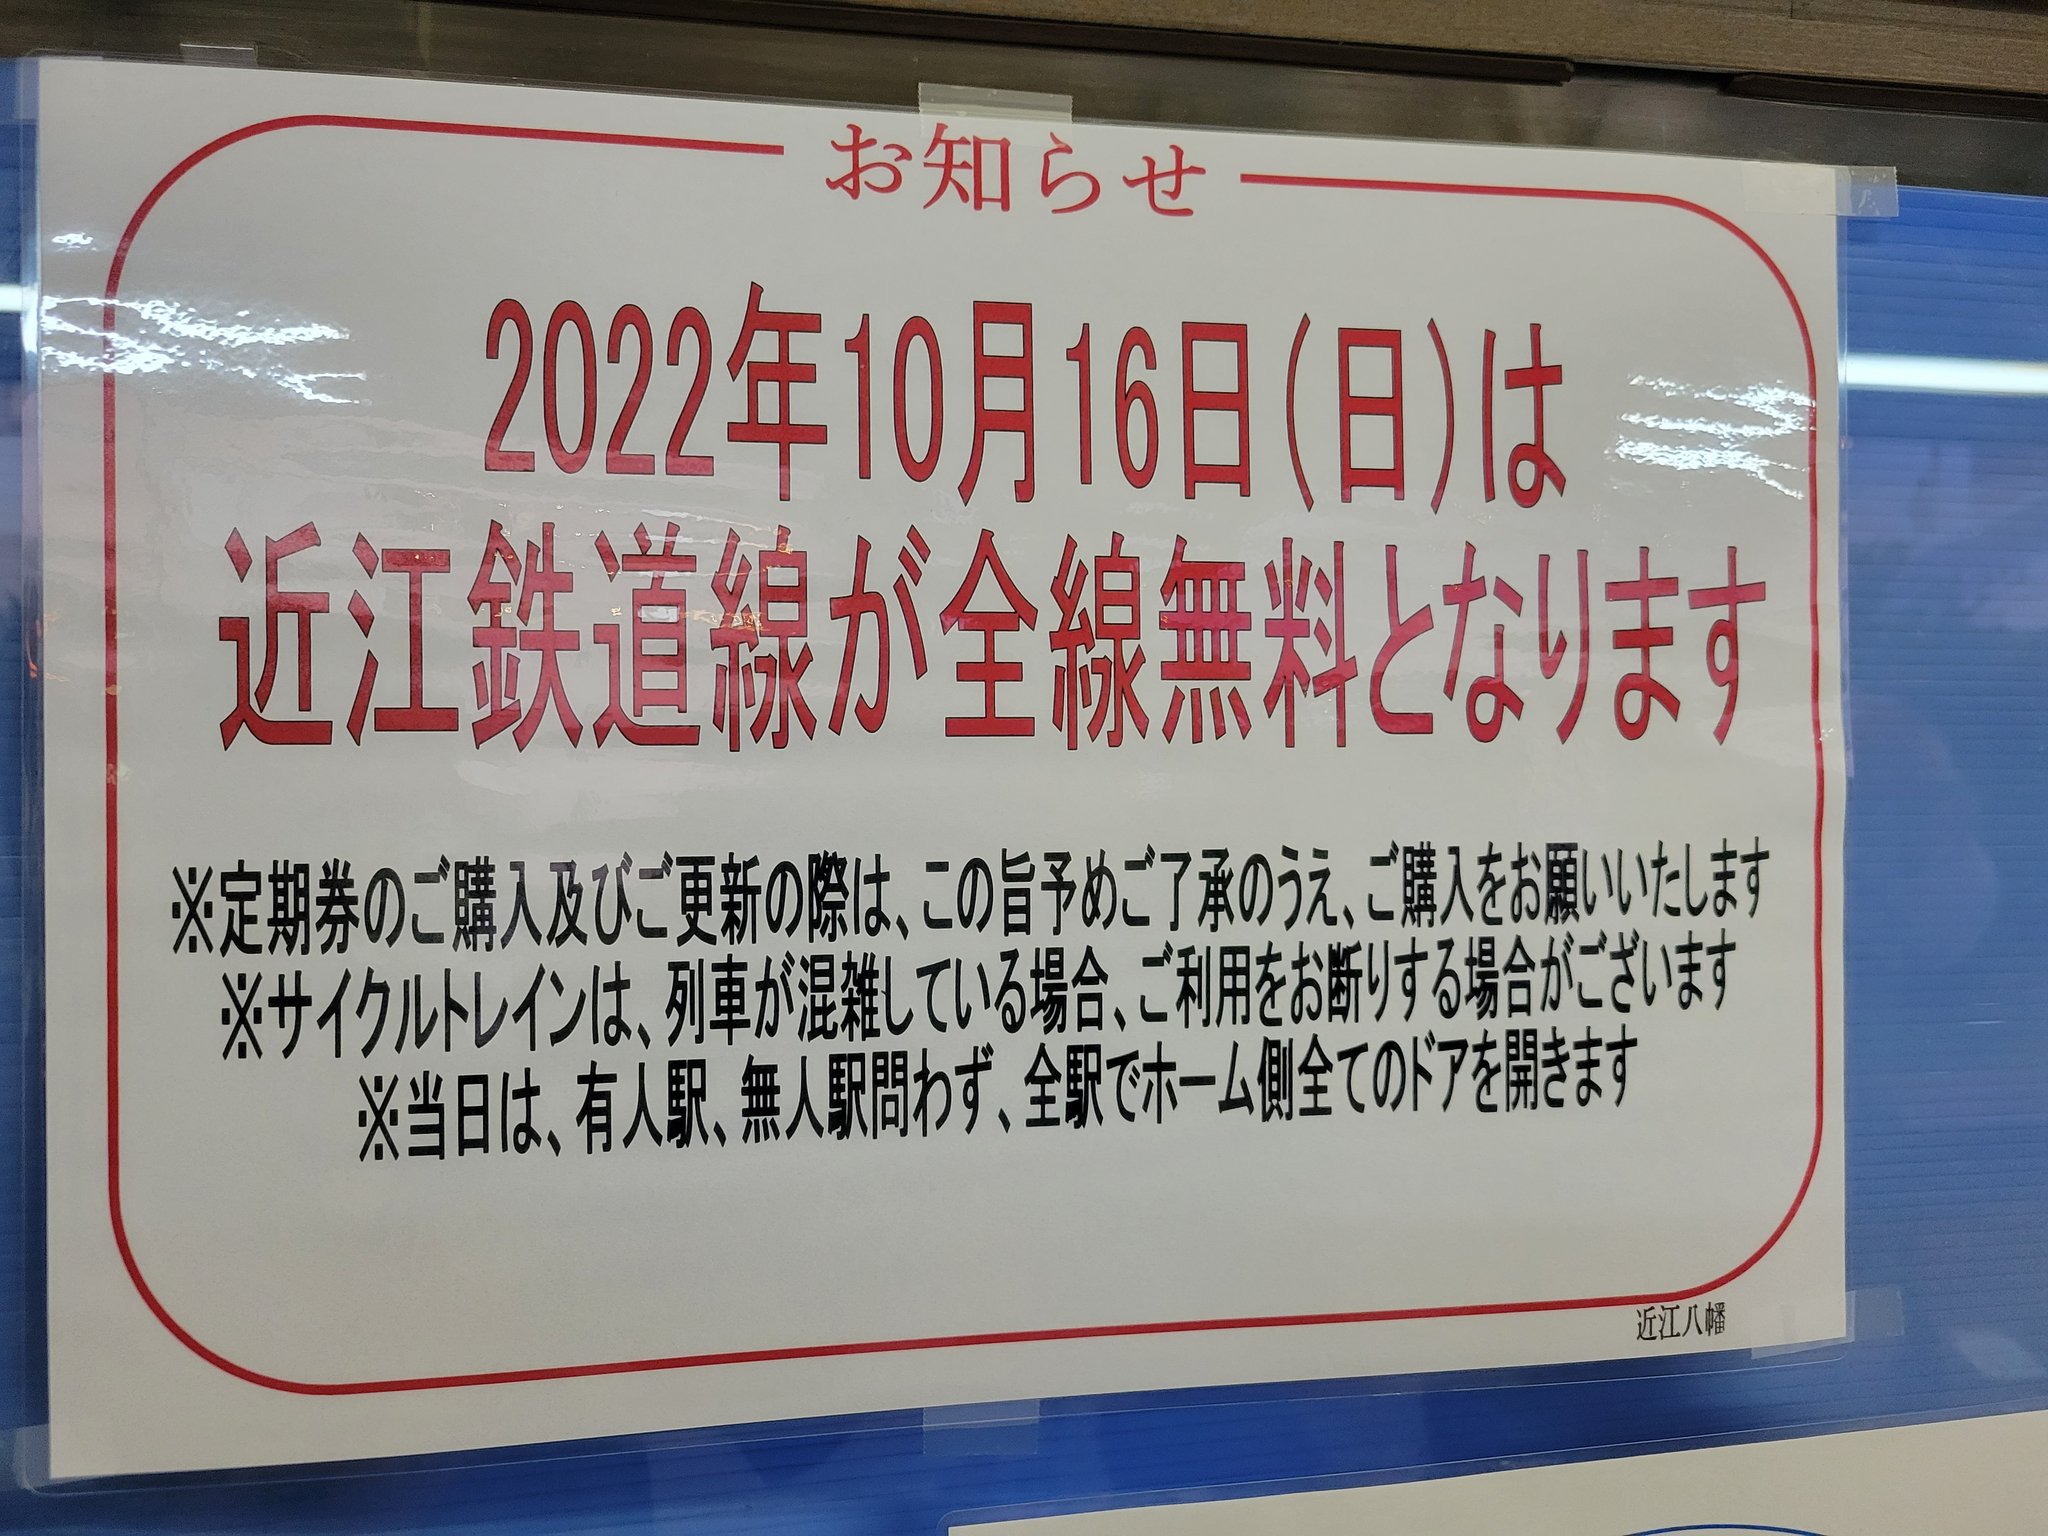 お知らせ
2022年10月16日(日)は
近江鉄道線が全線無料となります
※定期券のご購入及びご更新の際は、この旨予めご了承のうえ、ご購入をお願いいたします
※サイクルトレインは、列車が混雑している場合、ご利用をお断りする場合がございます
※当日は、有人駅、無人駅問わず、全駅でホーム側全てのドアを開きます
近江八幡